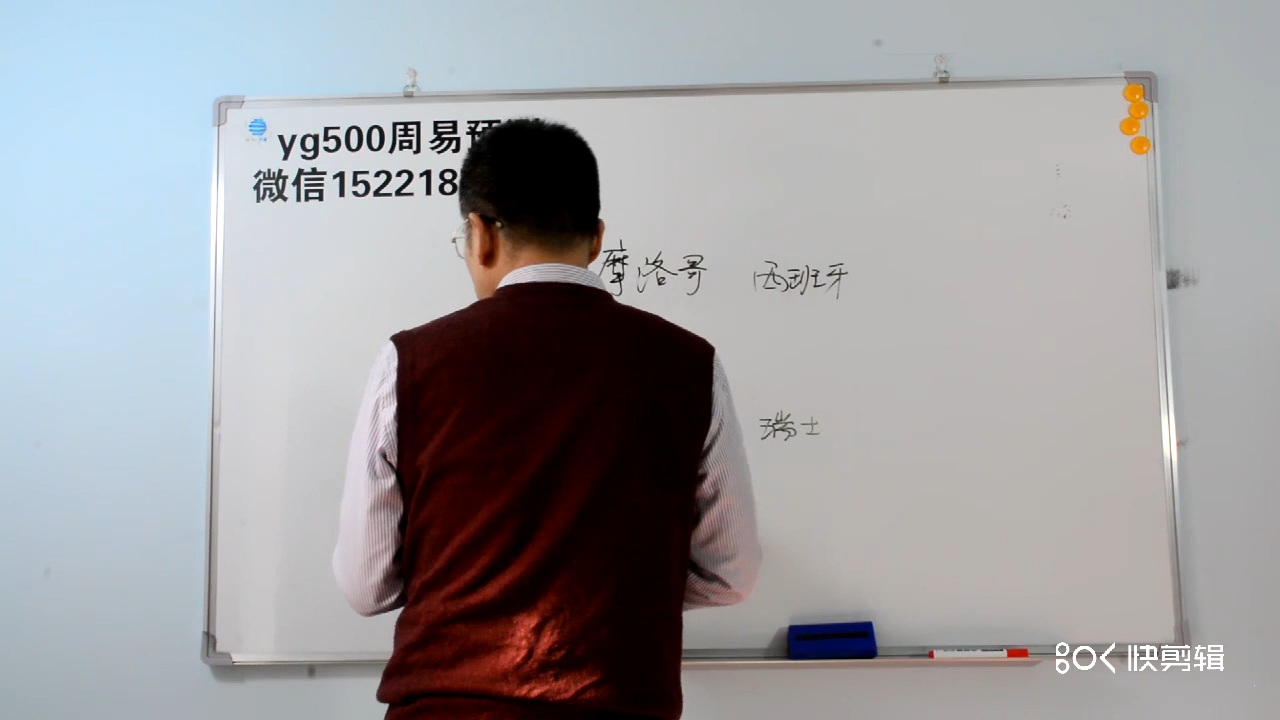 yg500周易预
微信152218
摩洛哥 西班牙
瑞士
快剪辑